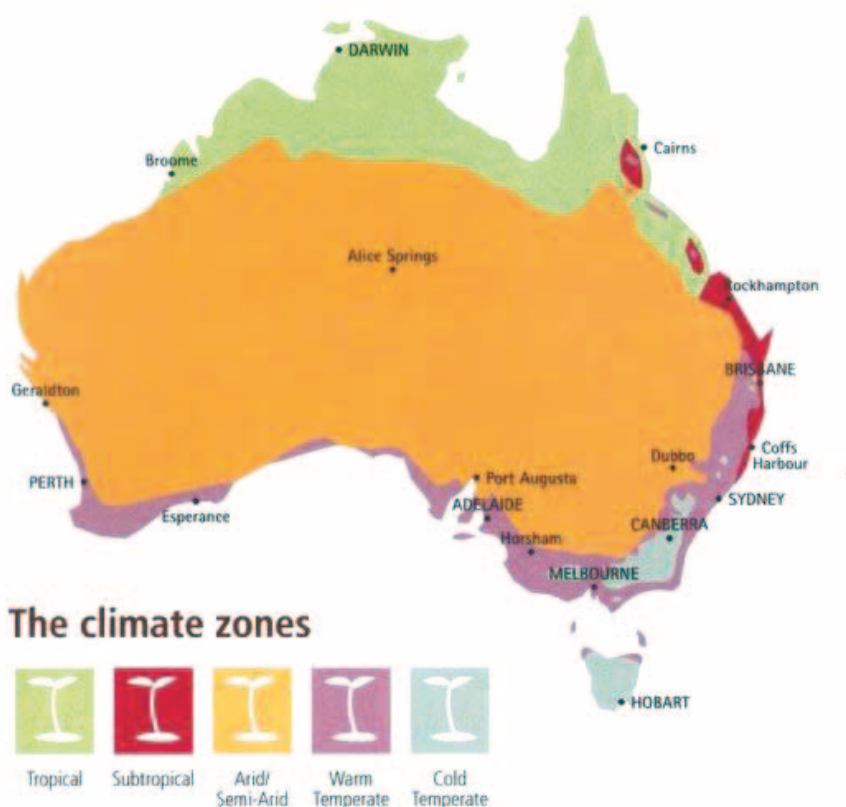 DARWIN
Cairns
Broome
Alice Springs
Rockhampton
BRISBANE
Geraldton
Coffs
Harbour
Dubbo
Port Augusta
PERTH
SYDNEY
ADELAIDE
Esperance
CANBERRA
Horsham
MELBOURNE
The climate zones
HOBART
Tropical
Subtropical
Arid/
Semi-Arid
Warm
Temperate
Cold
Temperate